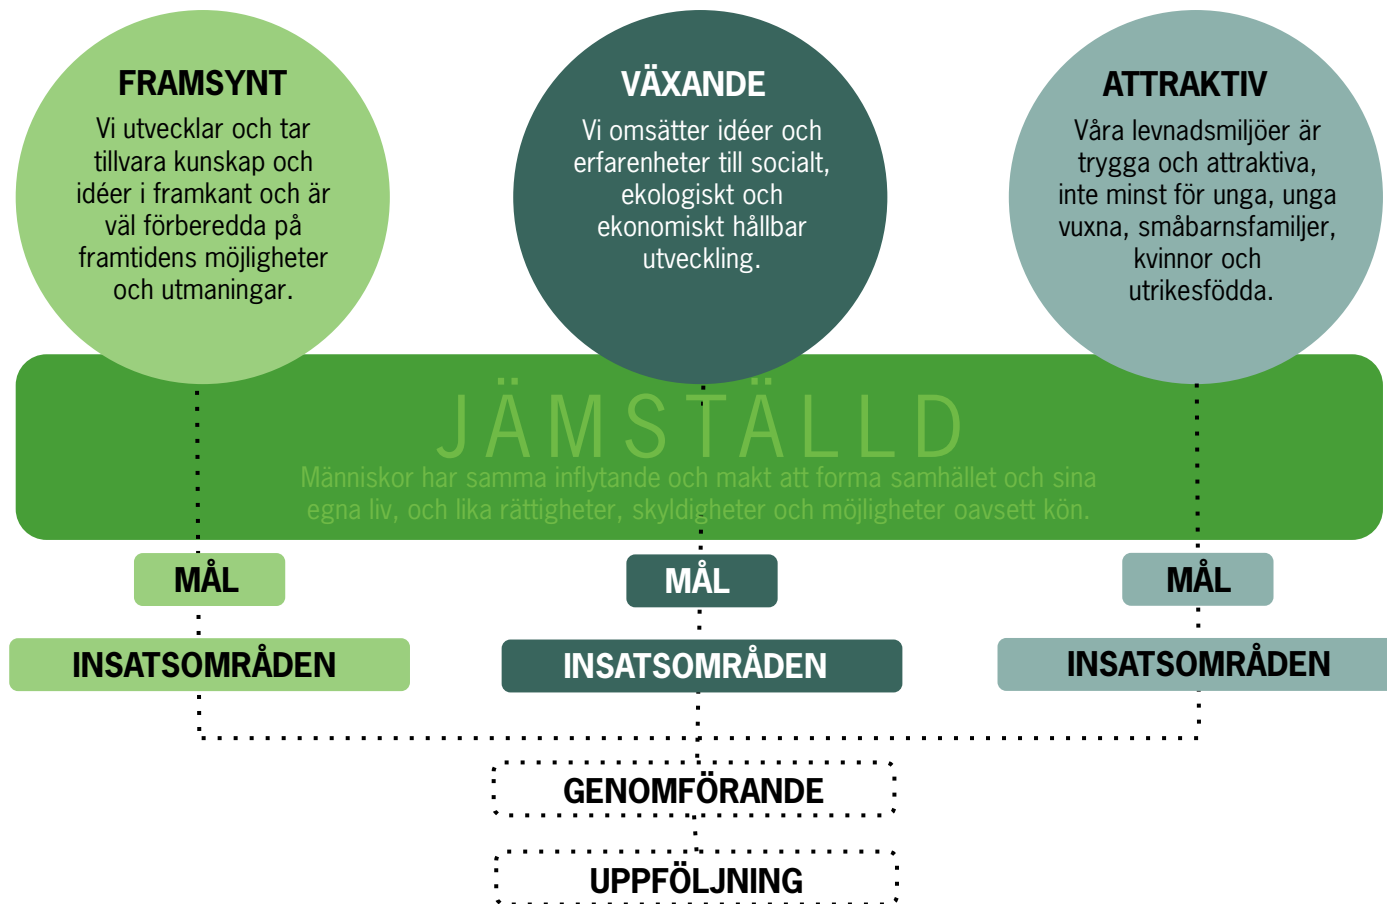 FRAMSYNT
Vi utvecklar och tar
tillvara kunskap och
idéer i framkant och är
väl förberedda på
framtidens möjligheter
och utmaningar.
VÄXANDE
Vi omsätter idéer och
erfarenheter till socialt,
ekologiskt och
ekonomiskt hållbar
utveckling.
ATTRAKTIV
Våra levnadsmiljöer är
trygga och attraktiva,
inte minst för unga, unga
vuxna, småbarnsfamiljer,
kvinnor och
utrikesfödda.
JÄMSTÄLLD
Människor har samma inflytande och makt att forma samhället och sina
egna liv, och lika rättigheter, skyldigheter och möjligheter oavsett kön.
MÅL
MÅL
MÅL
INSATSOMRÅDEN
INSATSOMRÅDEN
INSATSOMRÅDEN
GENOMFÖRANDE
UPPFÖLJNING